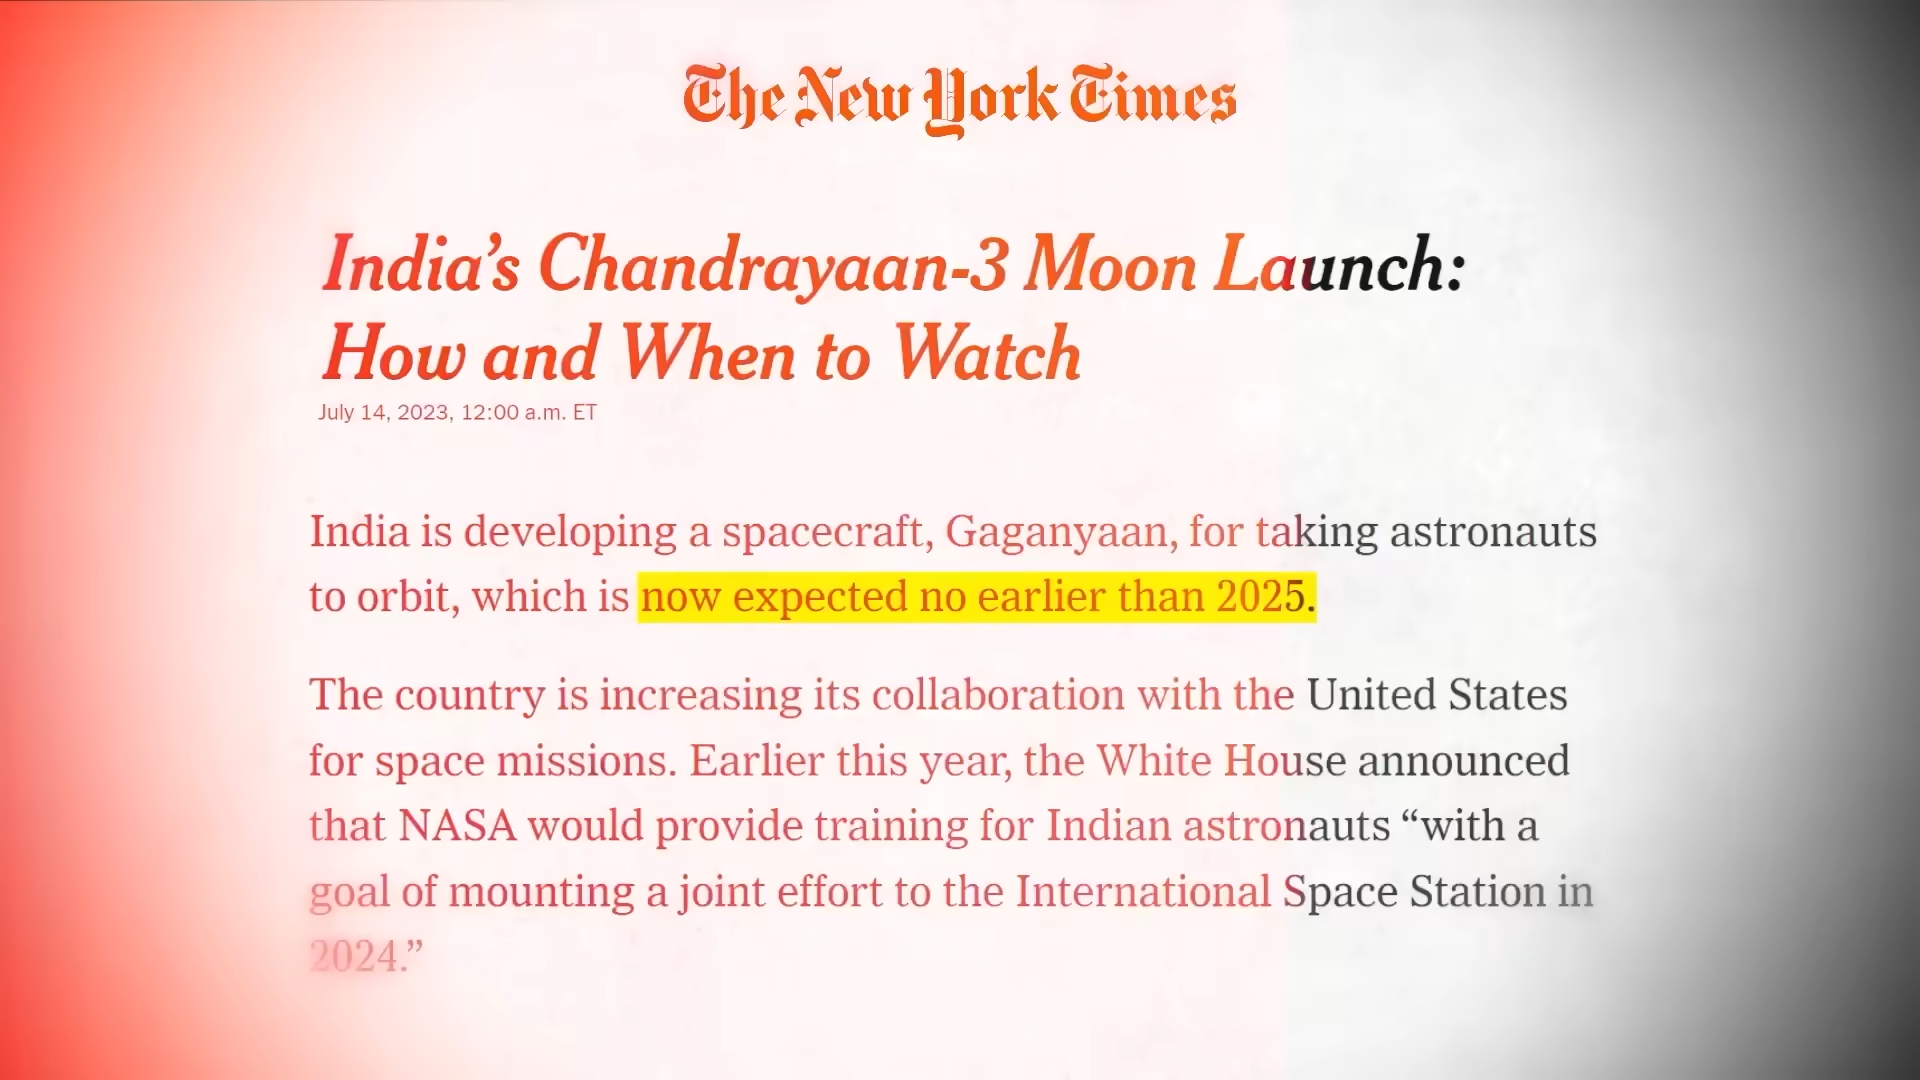 The New York Times
India’s Chandrayaan-3 Moon Launch:
How and When to Watch
July 14, 2023, 12:00 a.m. ET
India is developing a spacecraft, Gaganyaan, for taking astronauts
to orbit, which is now expected no earlier than 2025.
The country is increasing its collaboration with the United States
for space missions. Earlier this year, the White House announced
that NASA would provide training for Indian astronauts “with a
goal of mounting a joint effort to the International Space Station in
2024.”